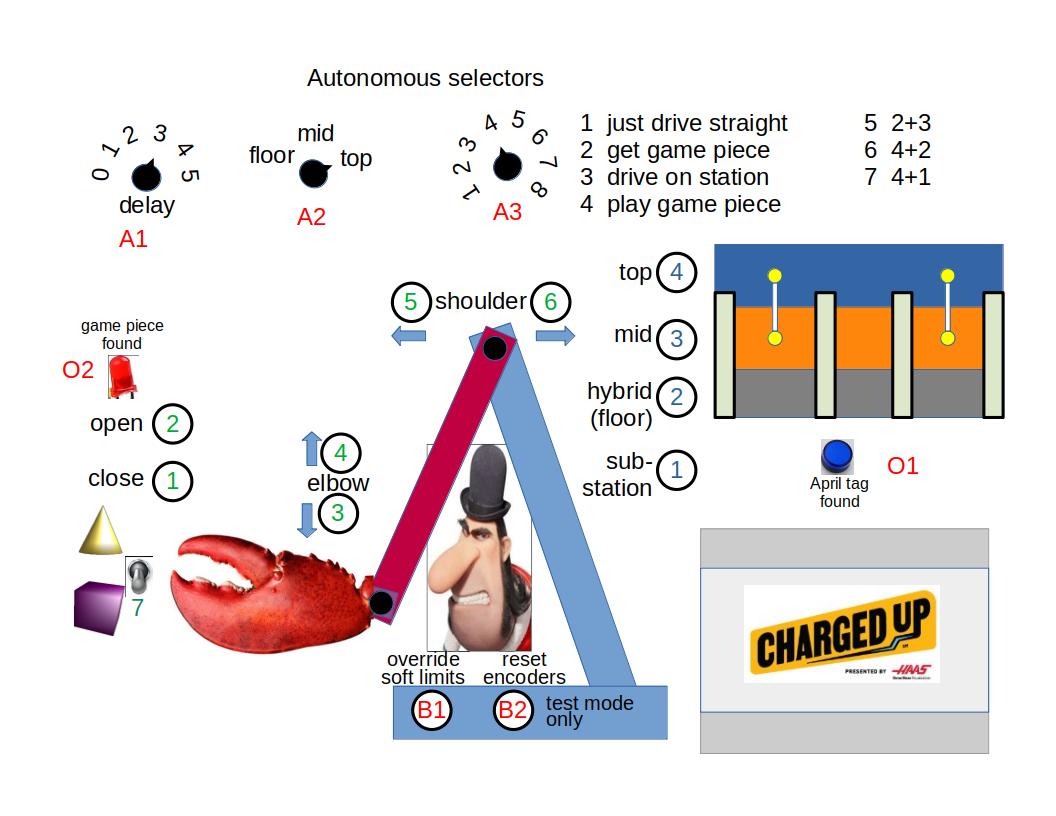 Autonomous selectors
0 1 2 3 4 5
delay
A1
floor mid top
A2
1 2 3 4 5 6 7 8
A3
1 just drive straight
2 get game piece
3 drive on station
4 play game piece
5 2+3
6 4+2
7 4+1
game piece
found
O2
open 2
close 1
7
5 shoulder 6
4
elbow
3
top 4
mid 3
hybrid
(floor) 2
sub-
station 1
April tag
found
O1
override
soft limits
B1
reset
encoders
B2
test mode
only
CHARGED UP
PRESENTED BY HAAS